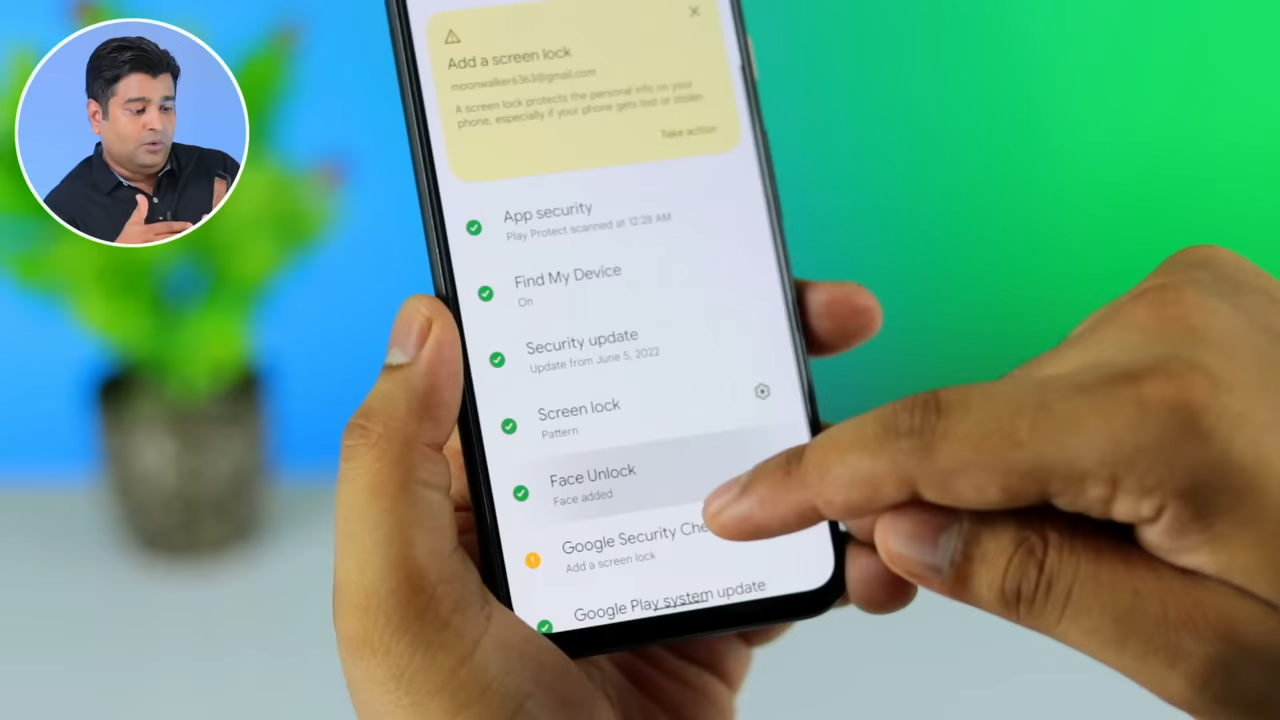 Add a screen lock
moonwalker6363@gmail.com
A screen lock protects the personal info on your
phone, especially if your phone gets lost or stolen
Take action
App security
Play Protect scanned at 12:28 AM
Find My Device
On
Security update
Update from June 5, 2022
Screen lock
Pattern
Face Unlock
Face added
Google Security Che
Add a screen lock
Google Play system update